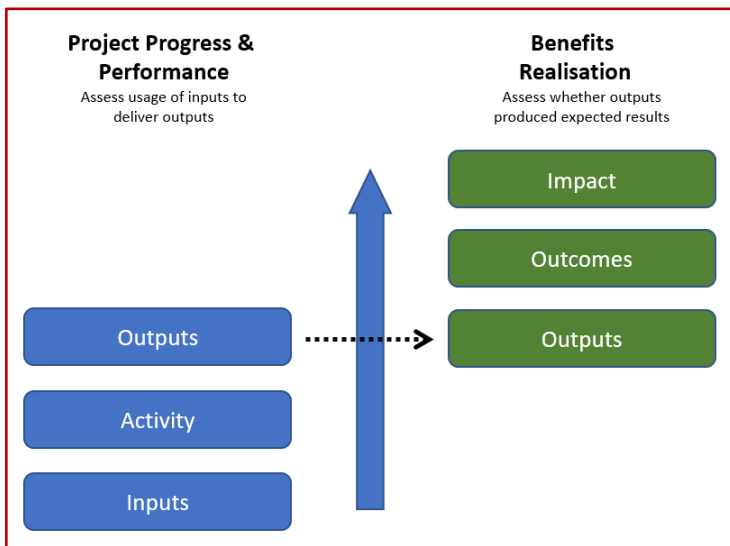 Project Progress &
Performance
Assess usage of inputs to
deliver outputs
Benefits
Realisation
Assess whether outputs
produced expected results
Impact
Outcomes
Outputs
Outputs
Activity
Inputs